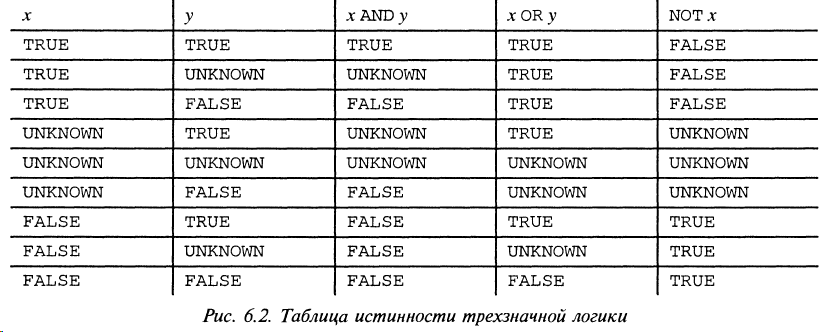 x y x AND y x OR y NOT x
TRUE TRUE TRUE TRUE FALSE
TRUE UNKNOWN UNKNOWN TRUE FALSE
TRUE FALSE FALSE TRUE FALSE
UNKNOWN TRUE UNKNOWN TRUE UNKNOWN
UNKNOWN UNKNOWN UNKNOWN UNKNOWN UNKNOWN
UNKNOWN FALSE FALSE UNKNOWN UNKNOWN
FALSE TRUE FALSE TRUE TRUE
FALSE UNKNOWN FALSE UNKNOWN TRUE
FALSE FALSE FALSE FALSE TRUE
Рис. 6.2. Таблица истинности трехзначной логики